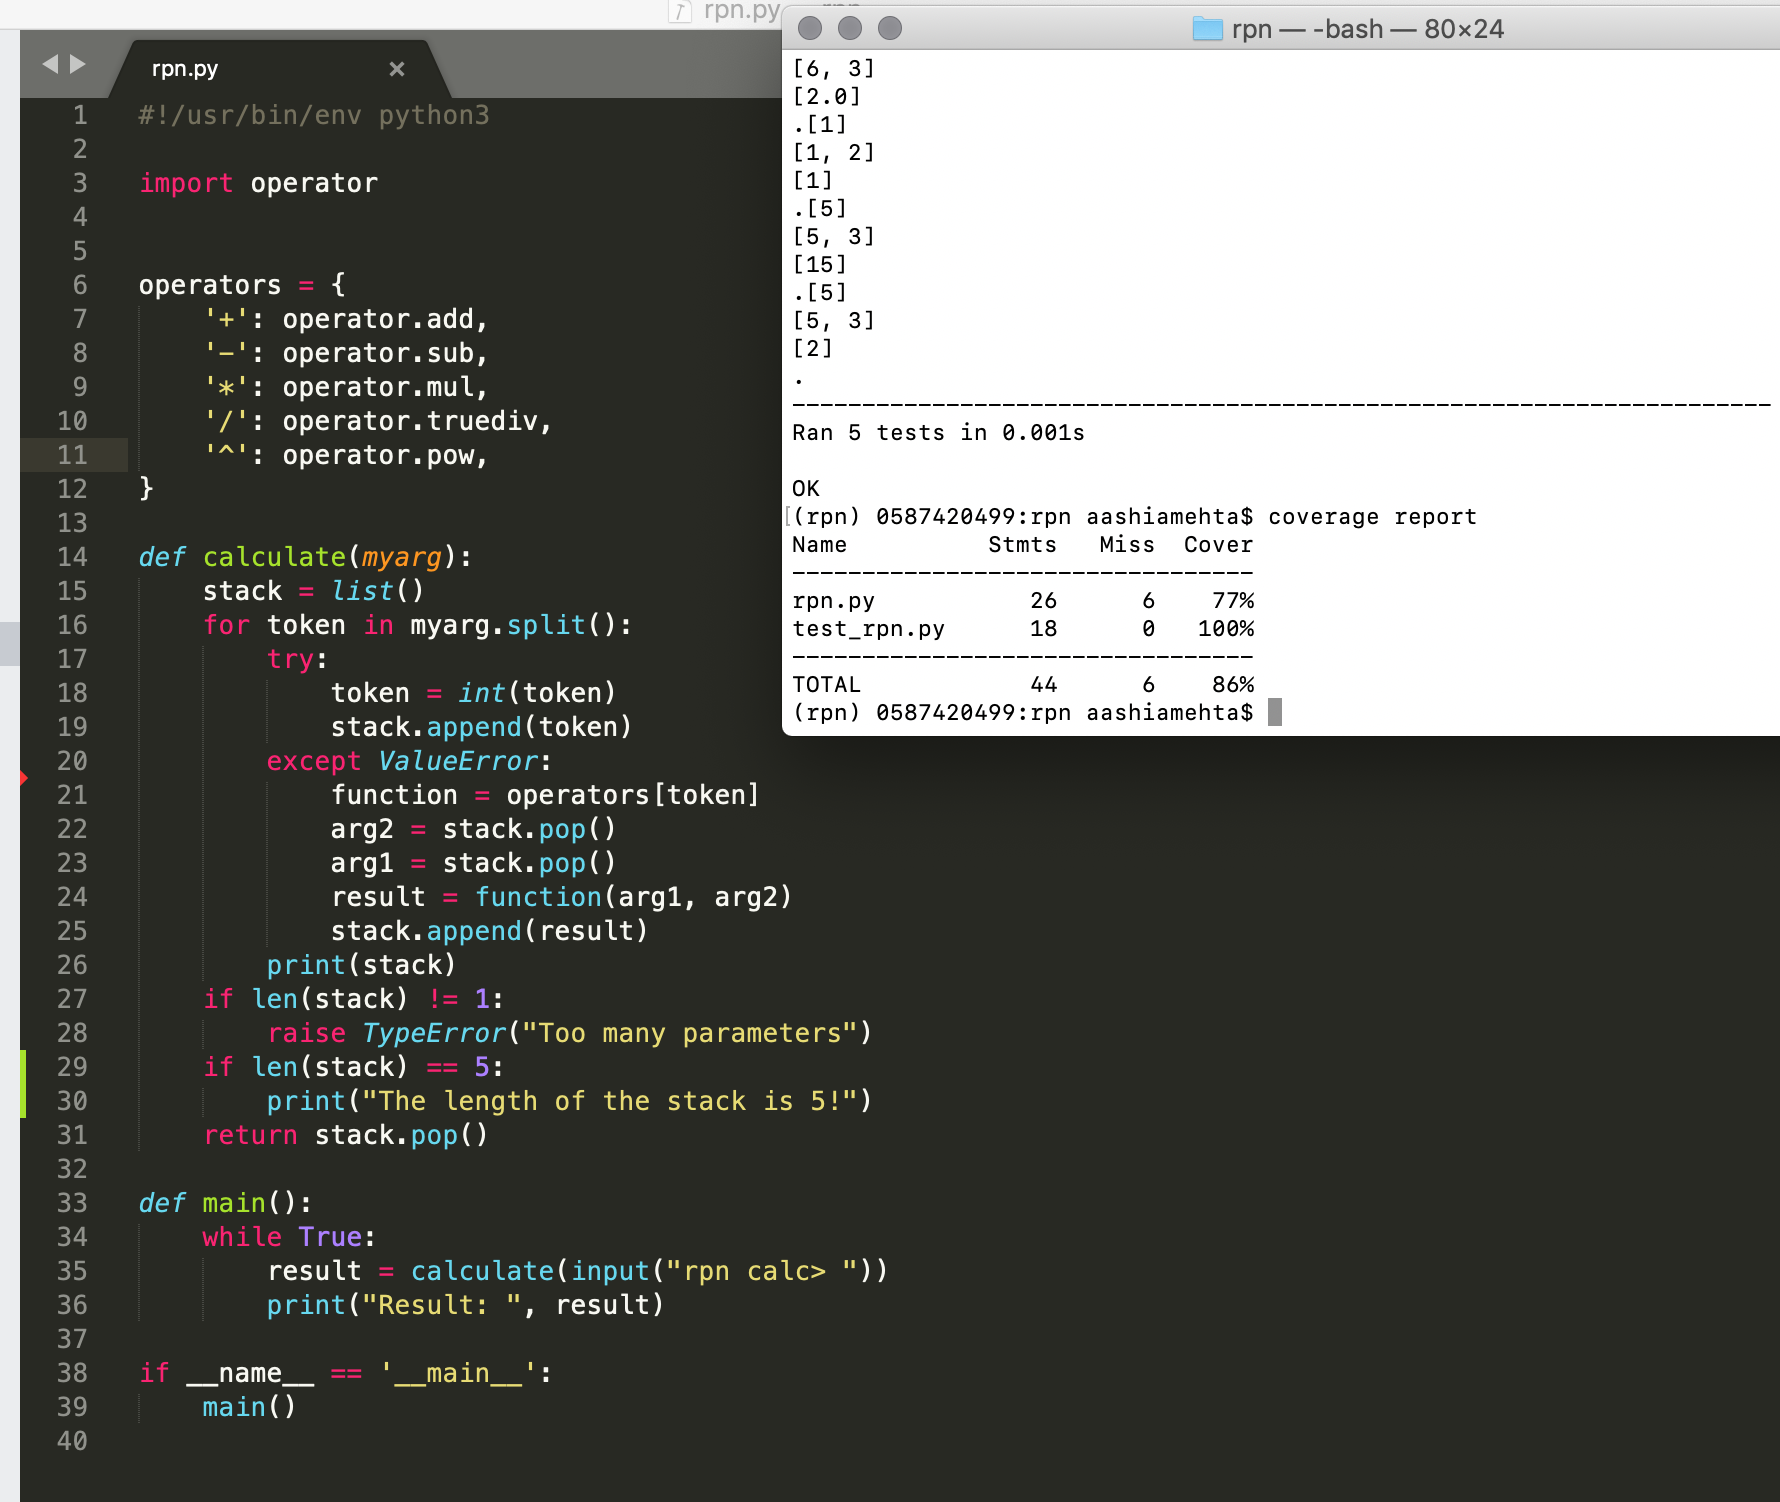 rpn.py
rpn.py
1 #!/usr/bin/env python3
2
3 import operator
4
5
6 operators = {
7     '+': operator.add,
8     '-': operator.sub,
9     '*': operator.mul,
10     '/': operator.truediv,
11     '^': operator.pow,
12 }
13
14 def calculate(myarg):
15     stack = list()
16     for token in myarg.split():
17         try:
18             token = int(token)
19             stack.append(token)
20         except ValueError:
21             function = operators[token]
22             arg2 = stack.pop()
23             arg1 = stack.pop()
24             result = function(arg1, arg2)
25             stack.append(result)
26         print(stack)
27     if len(stack) != 1:
28         raise TypeError("Too many parameters")
29     if len(stack) == 5:
30         print("The length of the stack is 5!")
31     return stack.pop()
32
33 def main():
34     while True:
35         result = calculate(input("rpn calc> "))
36         print("Result: ", result)
37
38 if __name__ == '__main__':
39     main()
40
rpn — -bash — 80×24
[6, 3]
[2.0]
.[1]
[1, 2]
[1]
.[5]
[5, 3]
[15]
.[5]
[5, 3]
[2]
.
----------------------------------------------------------------------
Ran 5 tests in 0.001s

OK
(rpn) 0587420499:rpn aashiamehta$ coverage report
Name          Stmts   Miss  Cover
---------------------------------
rpn.py           26      6    77%
test_rpn.py      18      0   100%
---------------------------------
TOTAL            44      6    86%
(rpn) 0587420499:rpn aashiamehta$